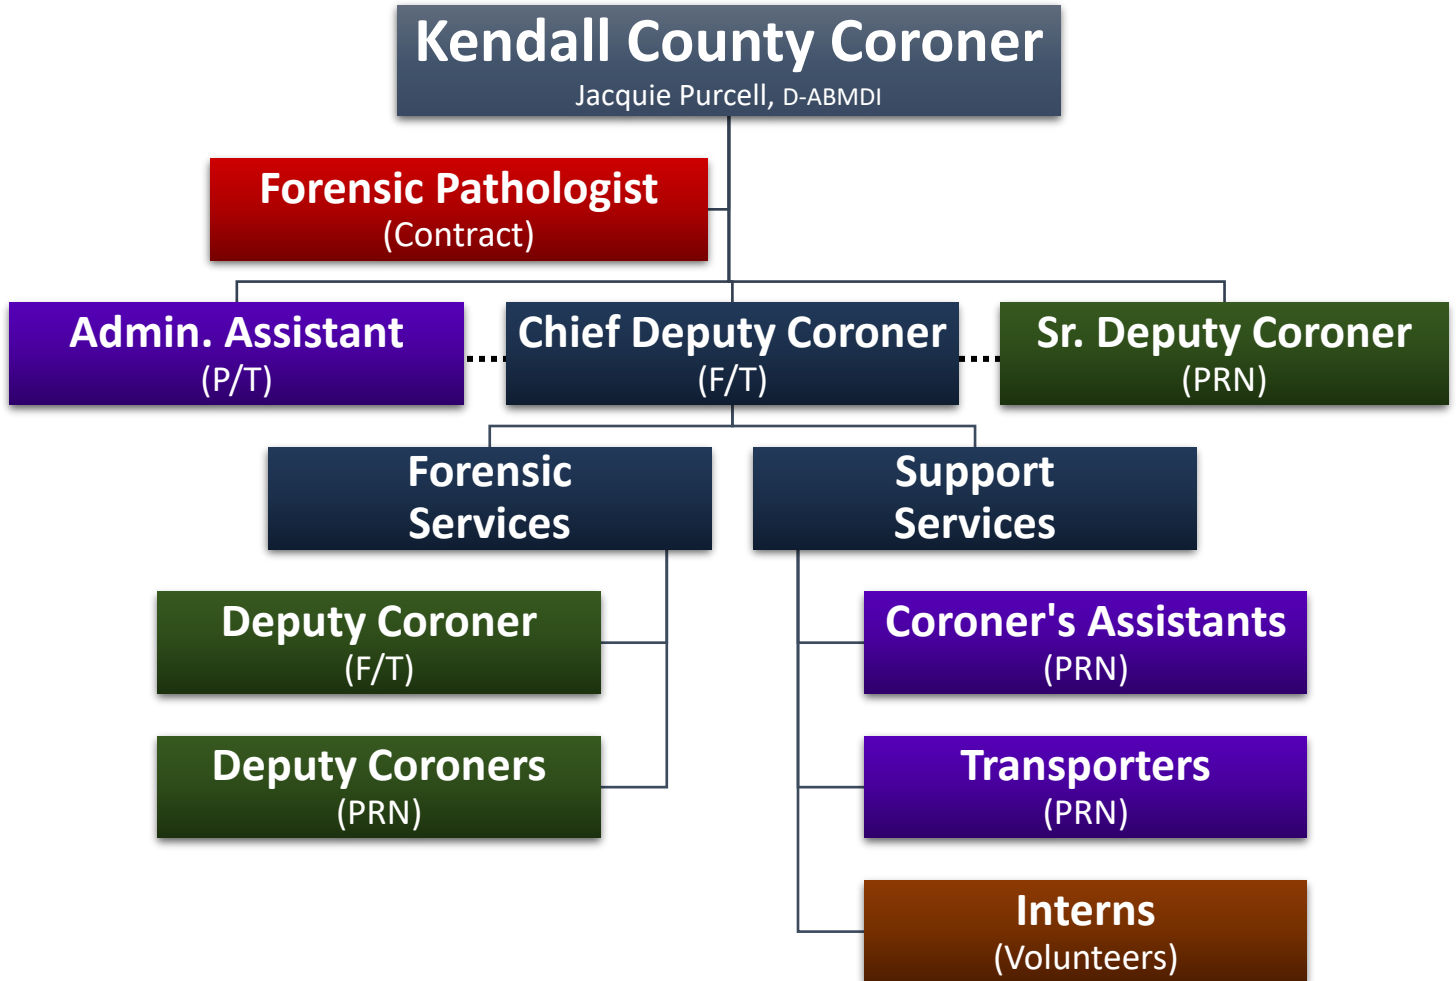 Kendall County Coroner
Jacquie Purcell, D-ABMDI
Forensic Pathologist
(Contract)
Admin. Assistant
(P/T)
Chief Deputy Coroner
(F/T)
Sr. Deputy Coroner
(PRN)
Forensic
Services
Support
Services
Deputy Coroner
(F/T)
Coroner's Assistants
(PRN)
Deputy Coroners
(PRN)
Transporters
(PRN)
Interns
(Volunteers)